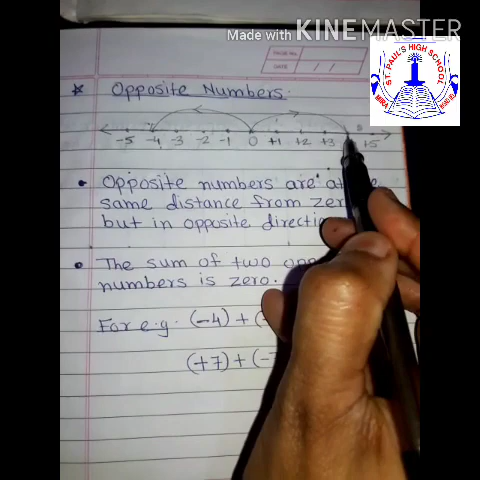 Made with KINEMASTER
PAGE No.
DATE / /
ST. PAUL'S HIGH SCHOOL
* Opposite Numbers.
-5 -4 -3 -2 -1 0 +1 +2 +3 +5
• Opposite numbers are at
same distance from zer
but in opposite directi
• The sum of two opp
numbers is zero.
For e.g. (-4) + (
(+7) + (-7